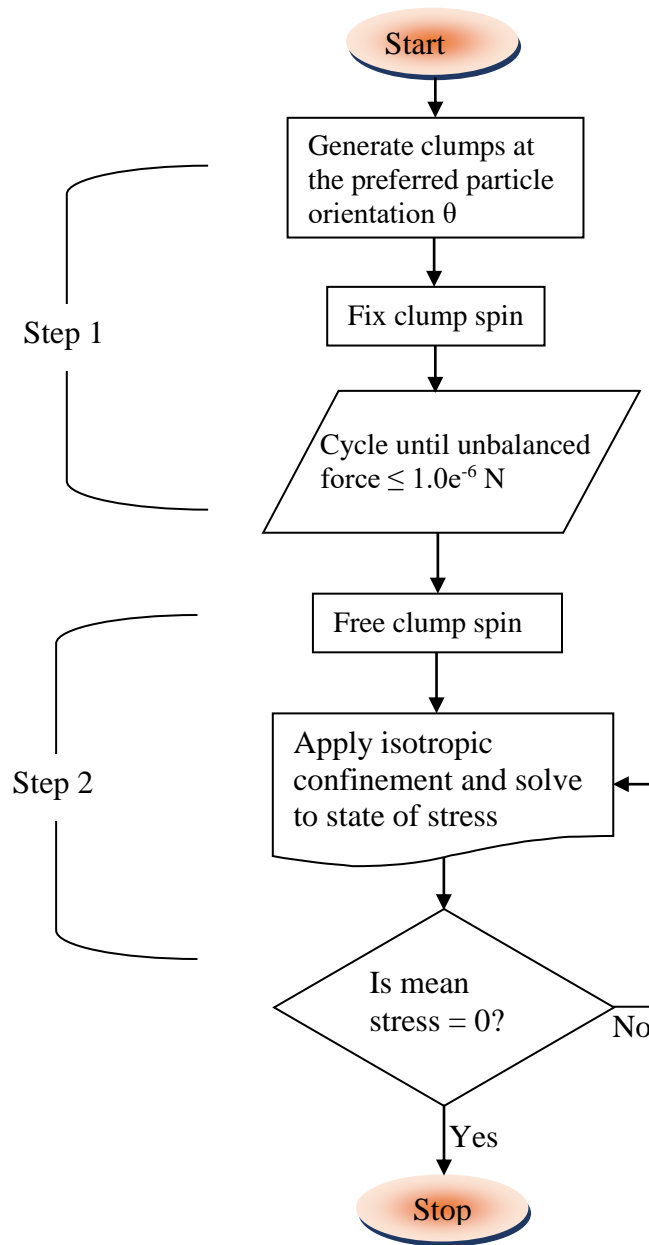 Start
Generate clumps at
the preferred particle
orientation θ
Fix clump spin
Step 1
Cycle until unbalanced
force ≤ 1.0e⁻⁶ N
Free clump spin
Apply isotropic
confinement and solve
to state of stress
Step 2
Is mean
stress = 0?
No
Yes
Stop